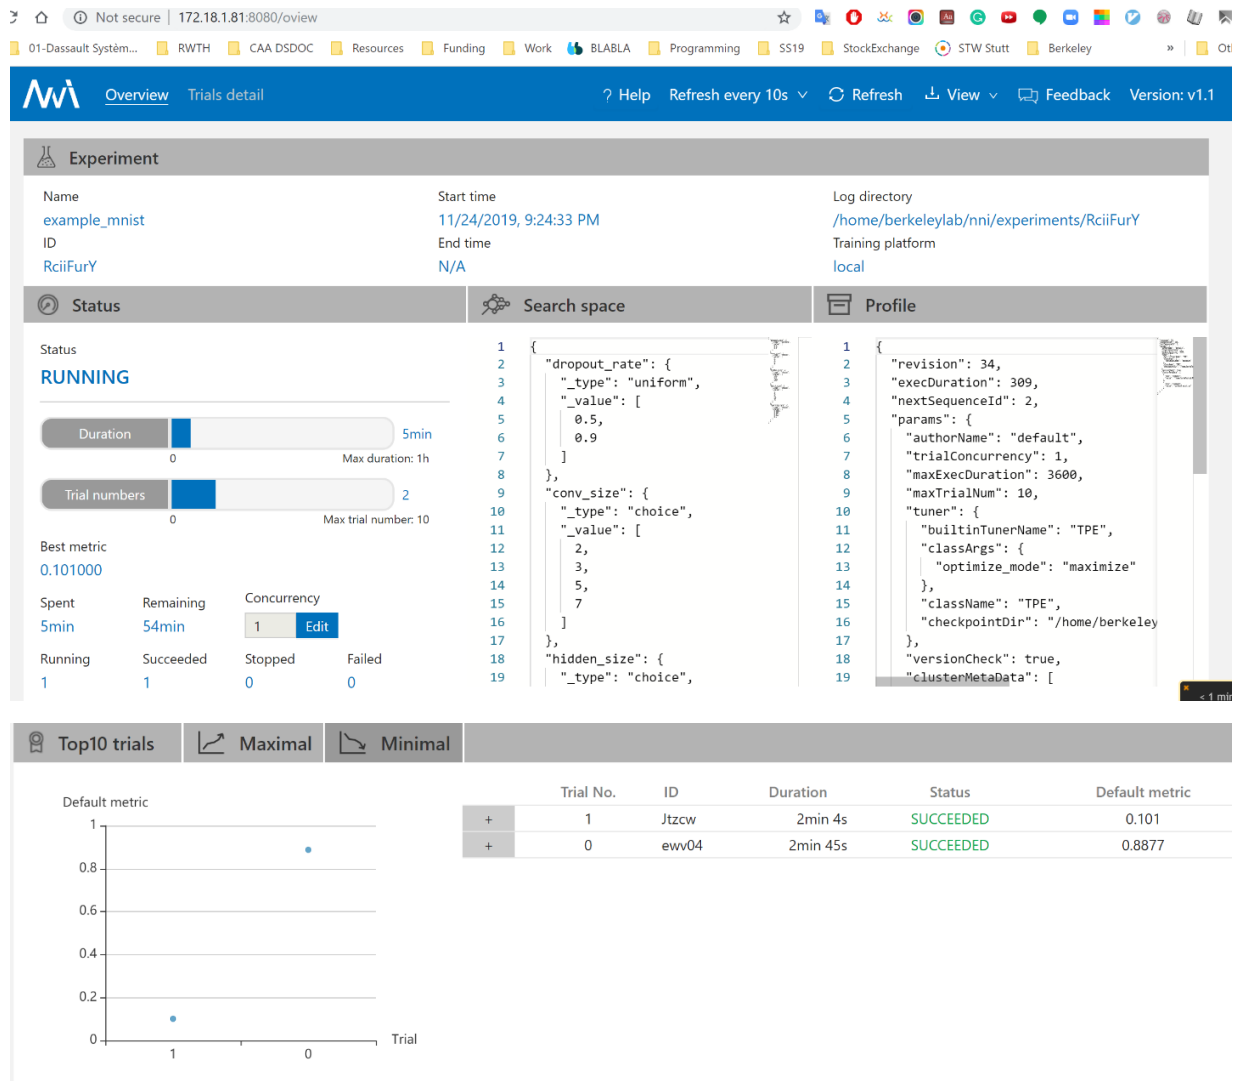 Not secure | 172.18.1.81:8080/oview
01-Dassault Systèm... RWTH CAA DSDOC Resources Funding Work BLABLA Programming SS19 StockExchange STW Stutt Berkeley » Ot
Overview Trials detail ? Help Refresh every 10s Refresh View Feedback Version: v1.1
Experiment
Name Start time Log directory
example_mnist 11/24/2019, 9:24:33 PM /home/berkeleylab/nni/experiments/RciiFurY
ID End time Training platform
RciiFurY N/A local
Status
Status
RUNNING
Duration 5min
0 Max duration: 1h
Trial numbers 2
0 Max trial number: 10
Best metric
0.101000
Spent Remaining Concurrency
5min 54min 1 Edit
Running Succeeded Stopped Failed
1 1 0 0
Search space
1 {
2 "dropout_rate": {
3 "_type": "uniform",
4 "_value": [
5 0.5,
6 0.9
7 ]
8 },
9 "conv_size": {
10 "_type": "choice",
11 "_value": [
12 2,
13 3,
14 5,
15 7
16 ]
17 },
18 "hidden_size": {
19 "_type": "choice",
Profile
1 {
2 "revision": 34,
3 "execDuration": 309,
4 "nextSequenceId": 2,
5 "params": {
6 "authorName": "default",
7 "trialConcurrency": 1,
8 "maxExecDuration": 3600,
9 "maxTrialNum": 10,
10 "tuner": {
11 "builtinTunerName": "TPE",
12 "classArgs": {
13 "optimize_mode": "maximize"
14 },
15 "className": "TPE",
16 "checkpointDir": "/home/berkeley
17 },
18 "versionCheck": true,
19 "clusterMetaData": [
< 1 min
Top10 trials Maximal Minimal
Default metric
1
0.8
0.6
0.4
0.2
0
1 0
Trial
Trial No. ID Duration Status Default metric
+ 1 Jtzcw 2min 4s SUCCEEDED 0.101
+ 0 ewv04 2min 45s SUCCEEDED 0.8877